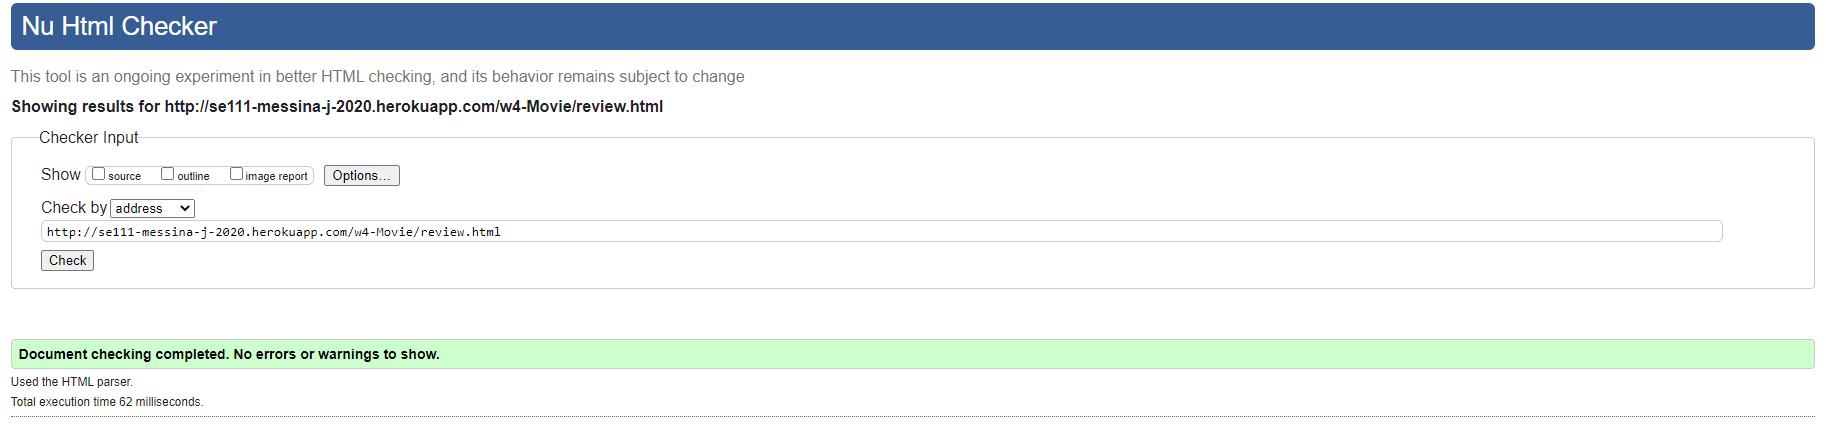 Nu Html Checker
This tool is an ongoing experiment in better HTML checking, and its behavior remains subject to change
Showing results for http://se111-messina-j-2020.herokuapp.com/w4-Movie/review.html
Checker Input
Show source outline image report Options...
Check by address
http://se111-messina-j-2020.herokuapp.com/w4-Movie/review.html
Check
Document checking completed. No errors or warnings to show.
Used the HTML parser.
Total execution time 62 milliseconds.